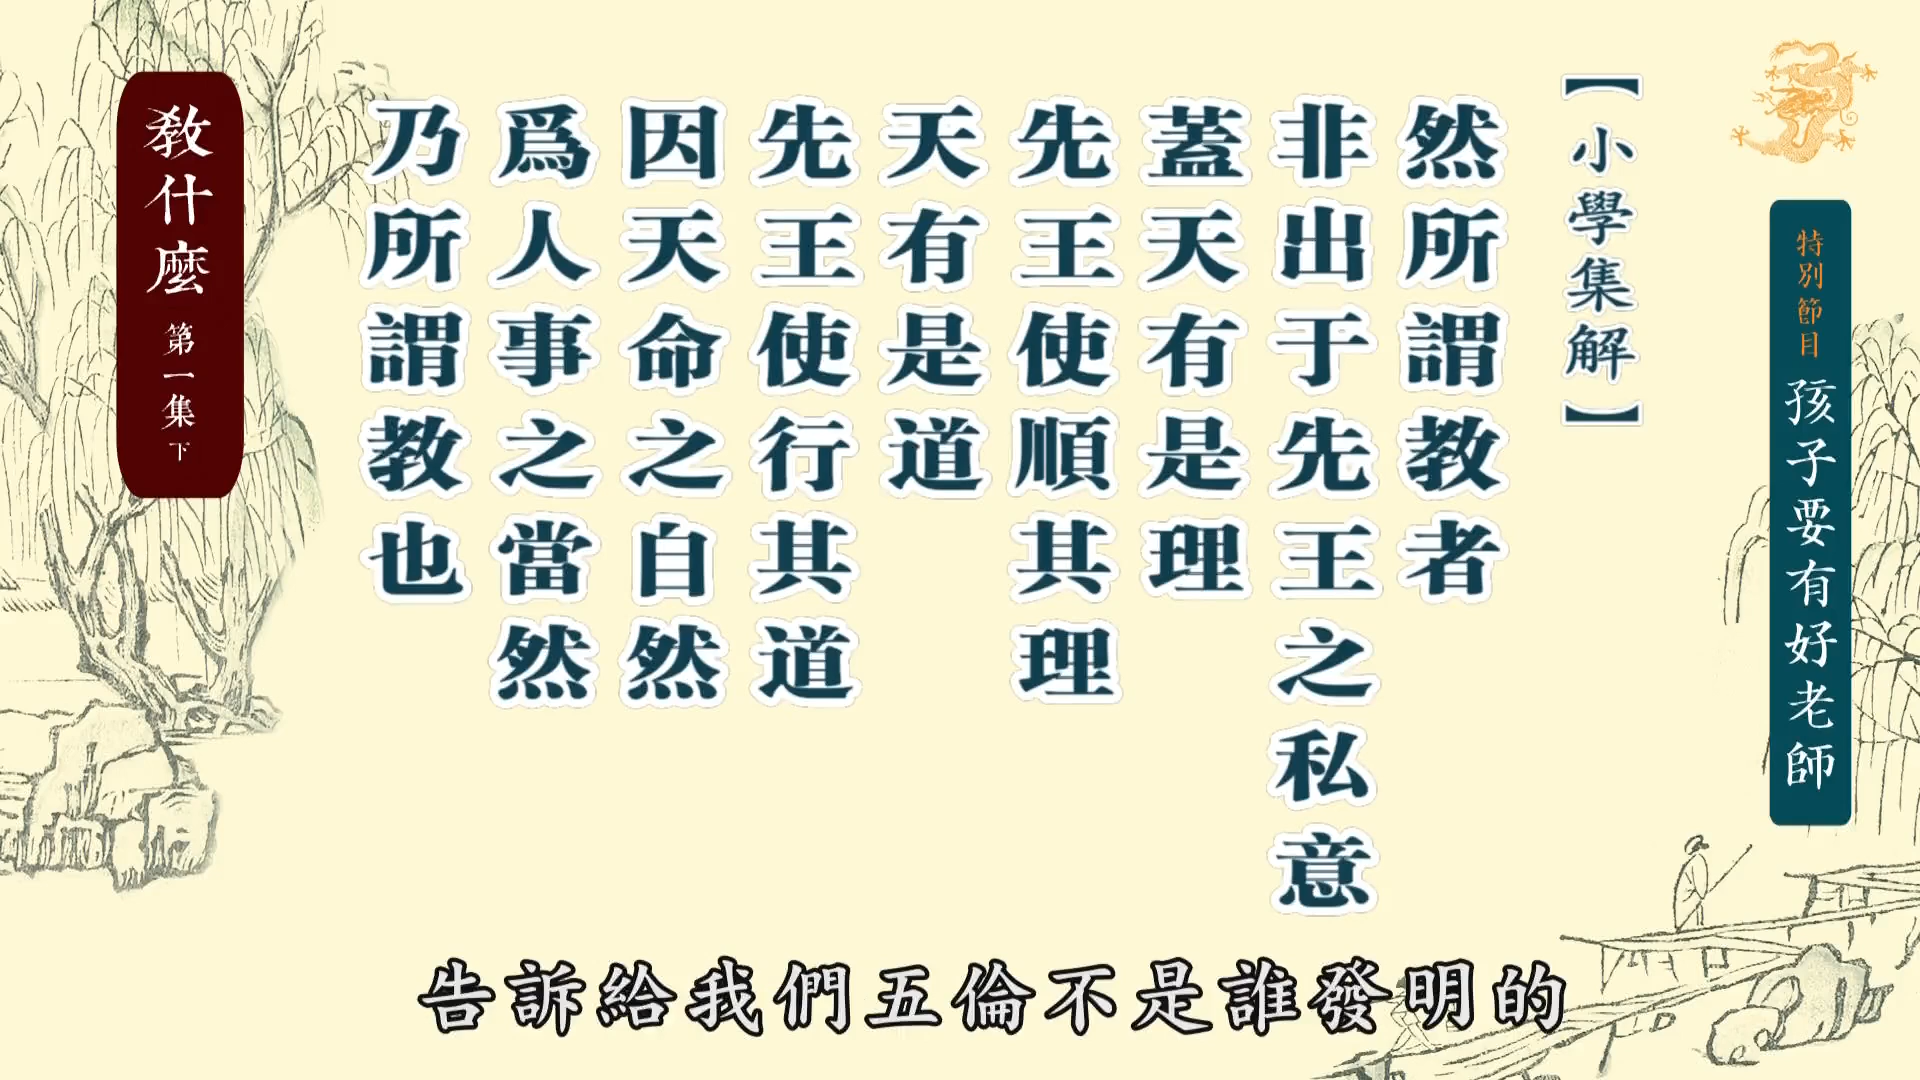 特別節目 孩子要有好老師
【小學集解】
然所謂教者
非出于先王之私意
蓋天有是理
先王使順其理
天有是道
先王使行其道
因天命之自然
爲人事之當然
乃所謂教也
教什麼 第一集 下
告訴給我們五倫不是誰發明的